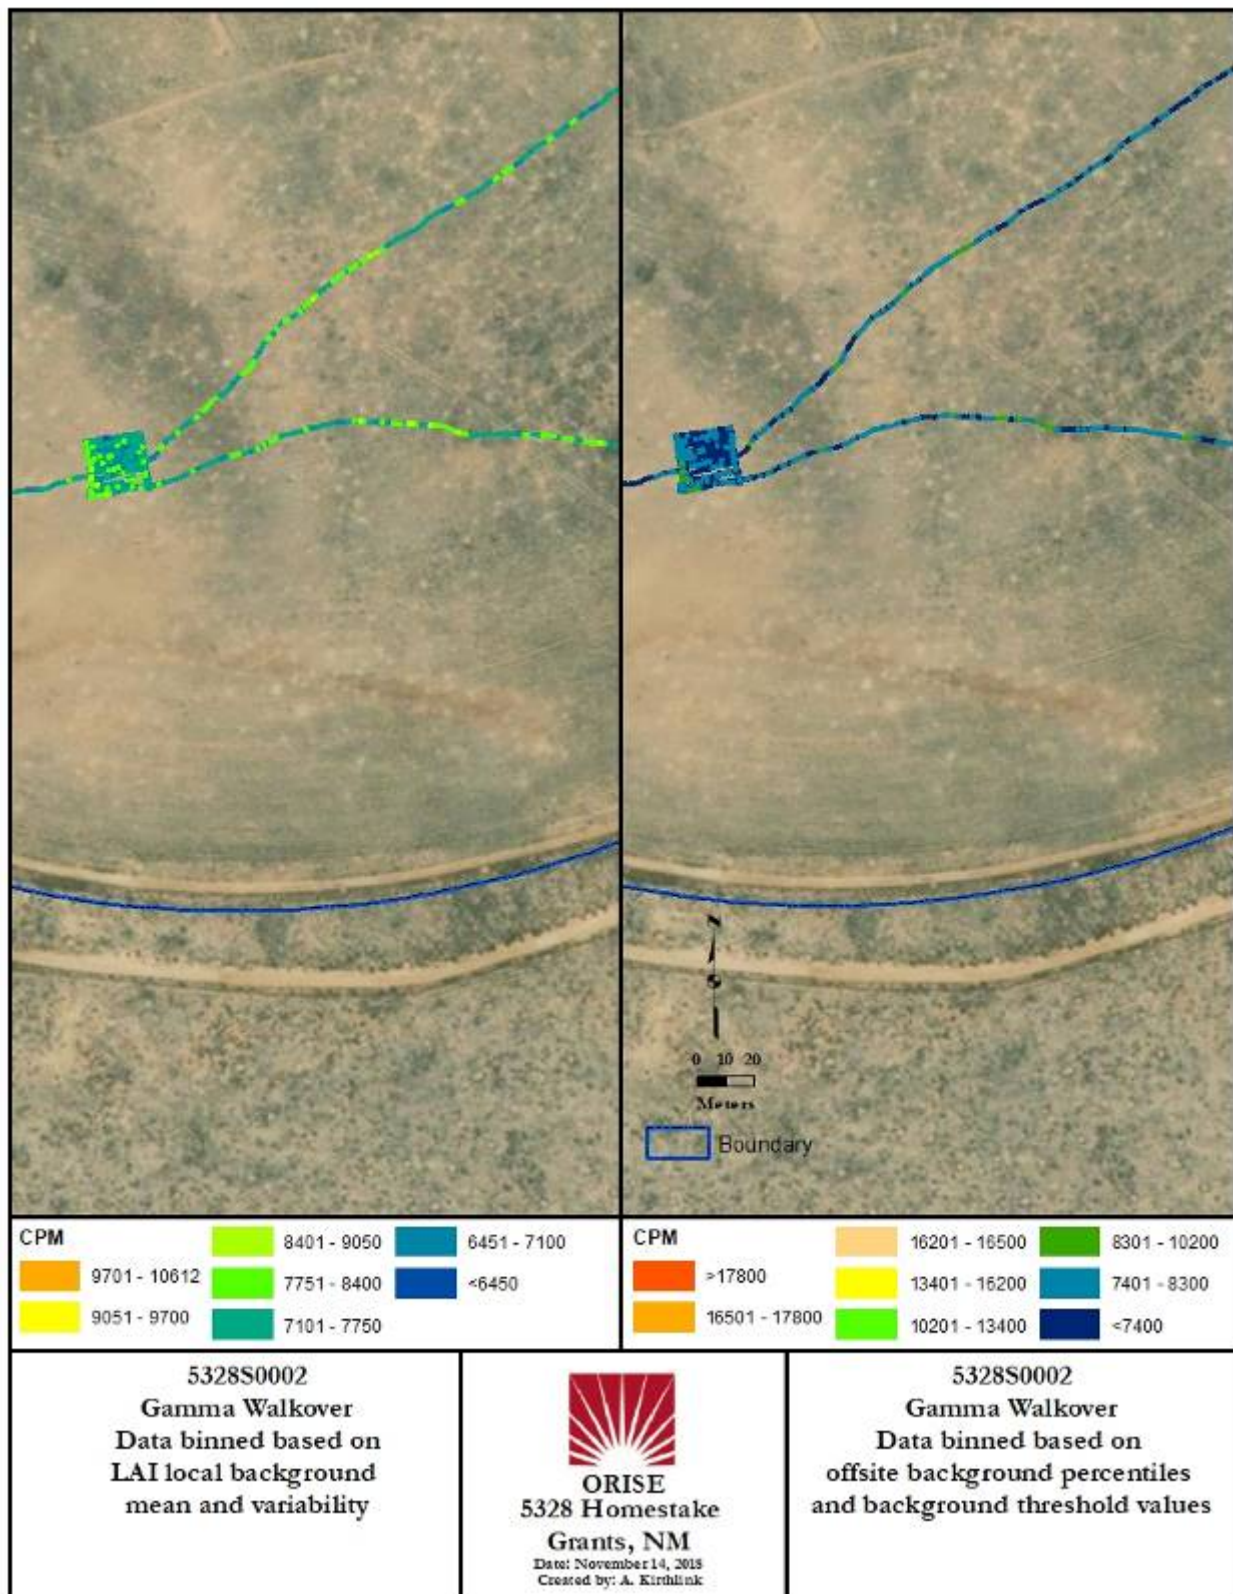 N
0 10 20
Meters
Boundary
CPM
9701 - 10612
9051 - 9700
8401 - 9050
7751 - 8400
7101 - 7750
6451 - 7100
<6450
CPM
>17800
16501 - 17800
16201 - 16500
13401 - 16200
10201 - 13400
8301 - 10200
7401 - 8300
<7400
5328S0002
Gamma Walkover
Data binned based on
LAI local background
mean and variability
ORISE
5328 Homestake
Grants, NM
Date: November 14, 2018
Created by: A. Kirthlink
5328S0002
Gamma Walkover
Data binned based on
offsite background percentiles
and background threshold values